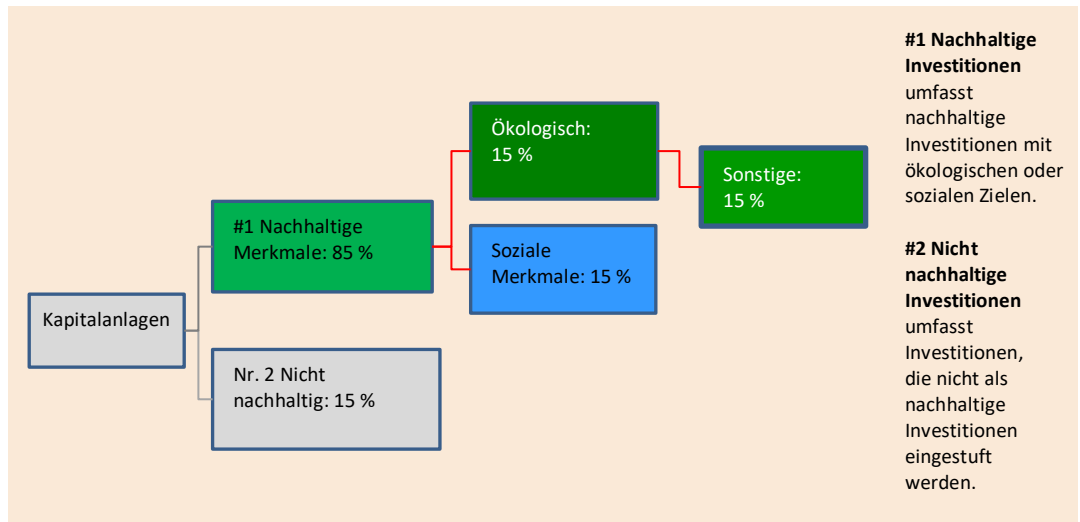 Kapitalanlagen
#1 Nachhaltige
Merkmale: 85 %
Nr. 2 Nicht
nachhaltig: 15 %
Ökologisch:
15 %
Soziale
Merkmale: 15 %
Sonstige:
15 %
#1 Nachhaltige
Investitionen
umfasst
nachhaltige
Investitionen mit
ökologischen oder
sozialen Zielen.
#2 Nicht
nachhaltige
Investitionen
umfasst
Investitionen,
die nicht als
nachhaltige
Investitionen
eingestuft
werden.